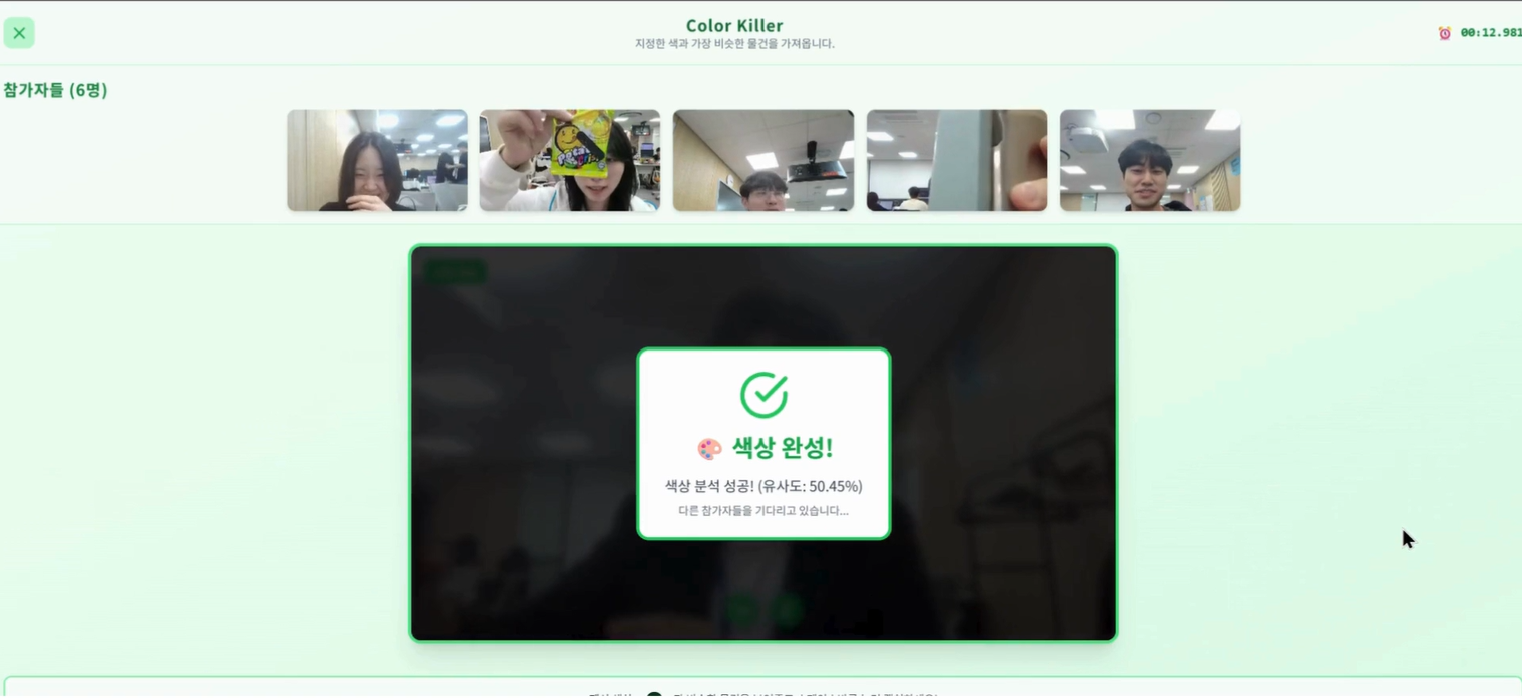 Color Killer
지정한 색과 가장 비슷한 물건을 가져옵니다.
00:12.981
참가자들 (6명)
색상 완성!
색상 분석 성공! (유사도: 50.45%)
다른 참가자들을 기다리고 있습니다...